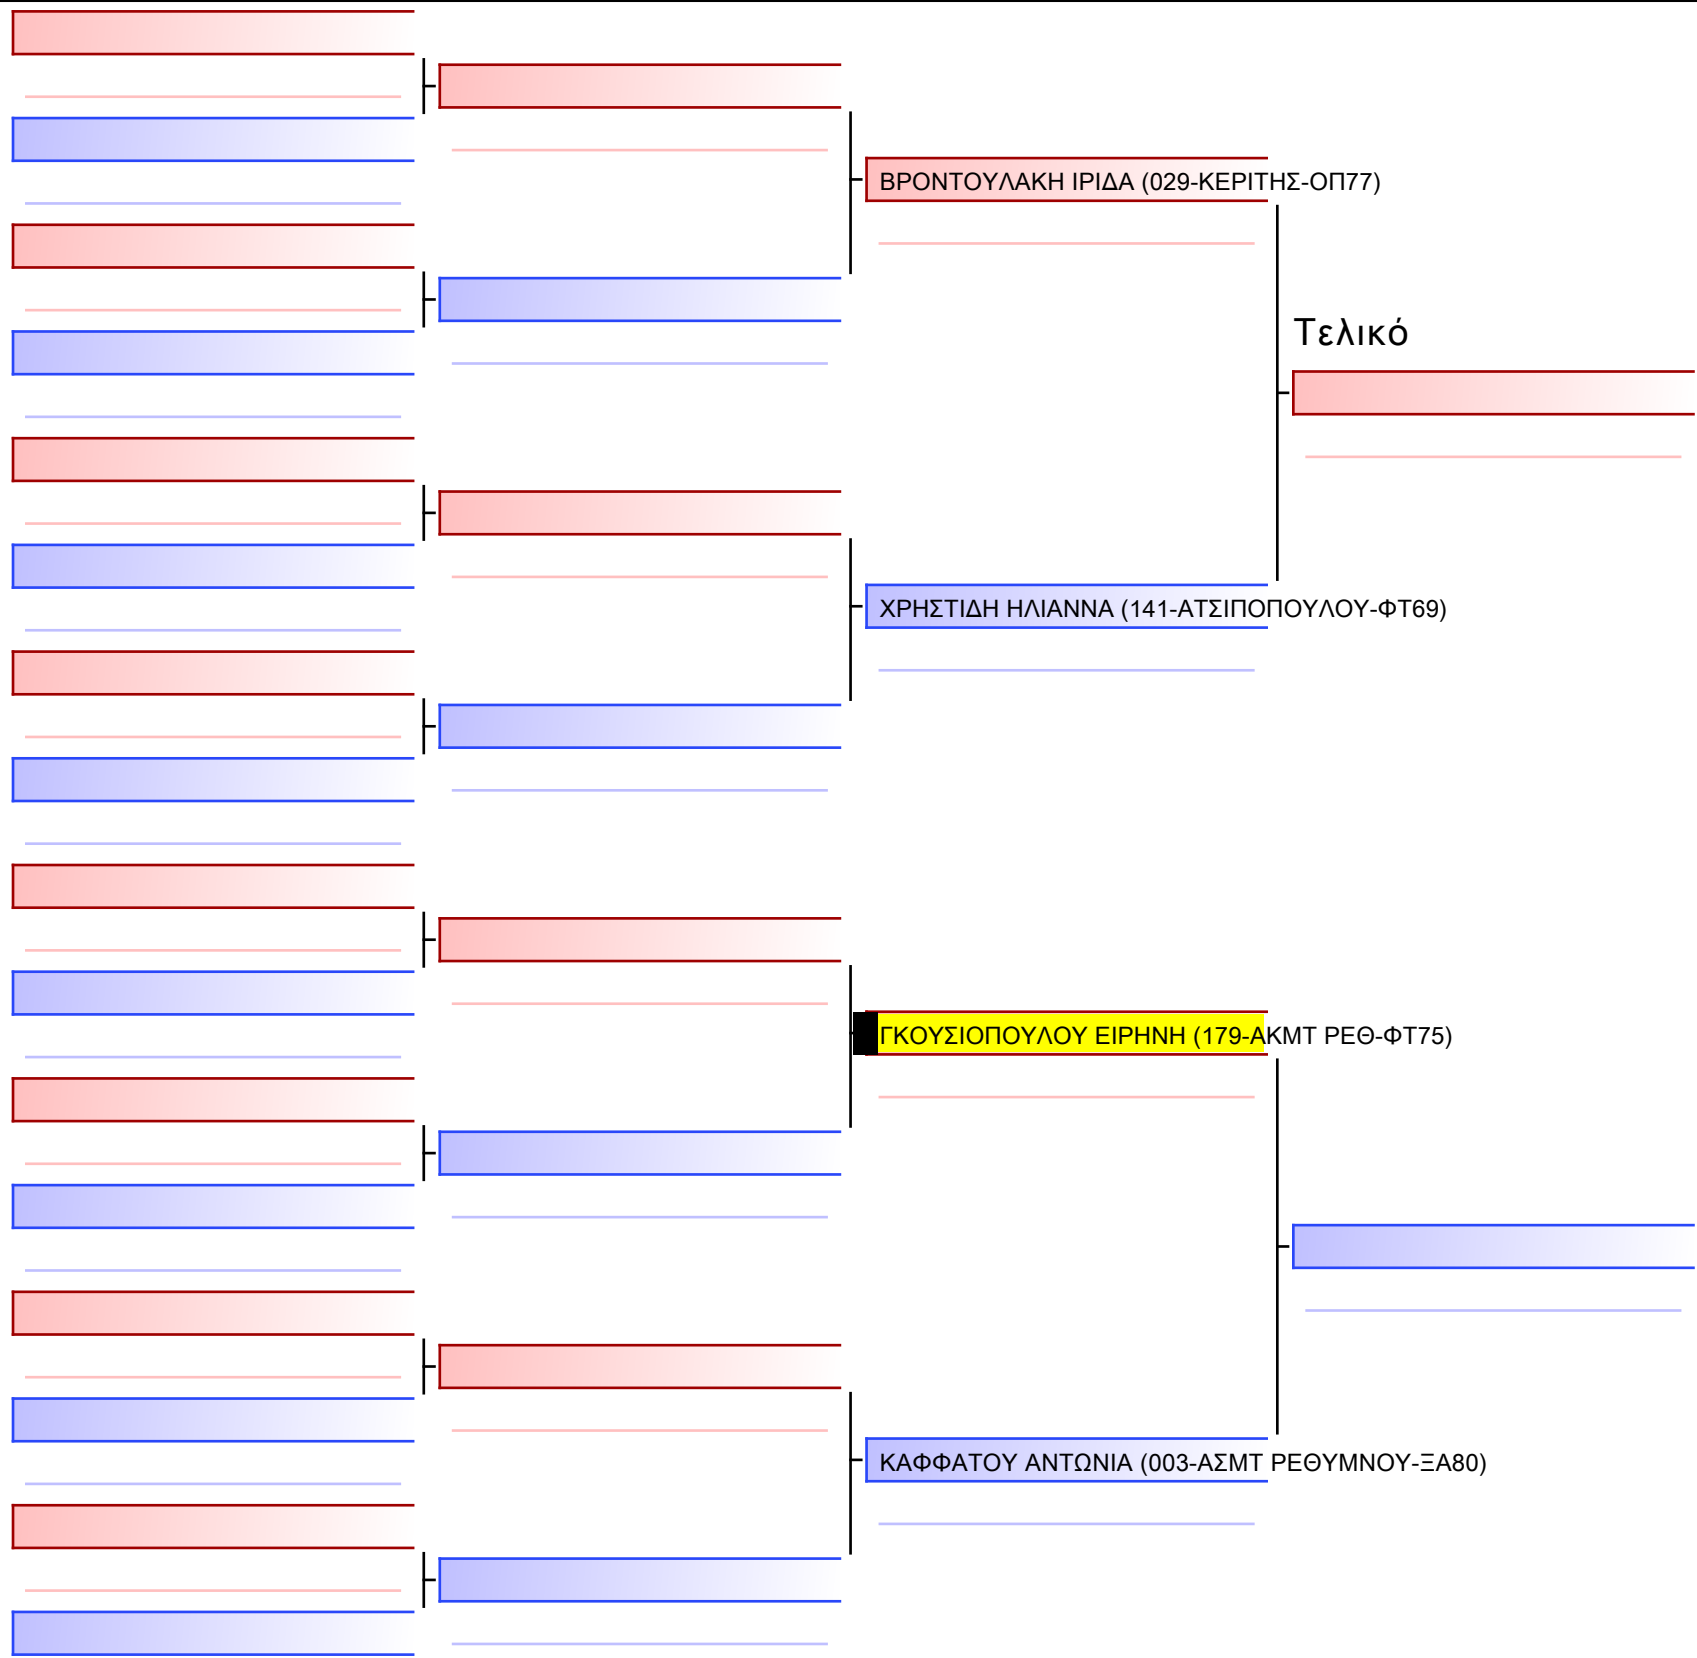 ΒΡΟΝΤΟΥΛΑΚΗ ΙΡΙΔΑ (029-ΚΕΡΙΤΗΣ-ΟΠ77)
Τελικό
ΧΡΗΣΤΙΔΗ ΗΛΙΑΝΝΑ (141-ΑΤΣΙΠΟΠΟΥΛΟΥ-ΦΤ69)
ΓΚΟΥΣΙΟΠΟΥΛΟΥ ΕΙΡΗΝΗ (179-ΑΚΜΤ ΡΕΘ-ΦΤ75)
ΚΑΦΦΑΤΟΥ ΑΝΤΩΝΙΑ (003-ΑΣΜΤ ΡΕΘΥΜΝΟΥ-ΞΑ80)